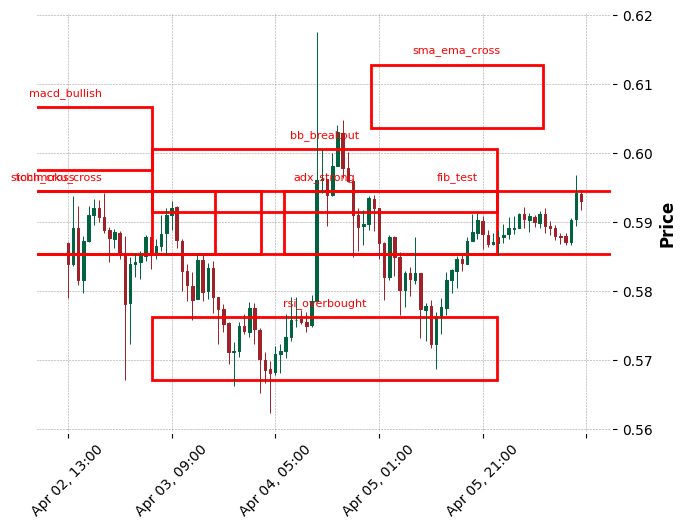 0.62
sma_ema_cross
0.61
macd_bullish
bb_breakout
0.60
adx_strong
fib_test
0.59
0.58
rsi_overbought
0.57
0.56
Price
Apr 02, 13:00
Apr 03, 09:00
Apr 04, 05:00
Apr 05, 01:00
Apr 05, 21:00